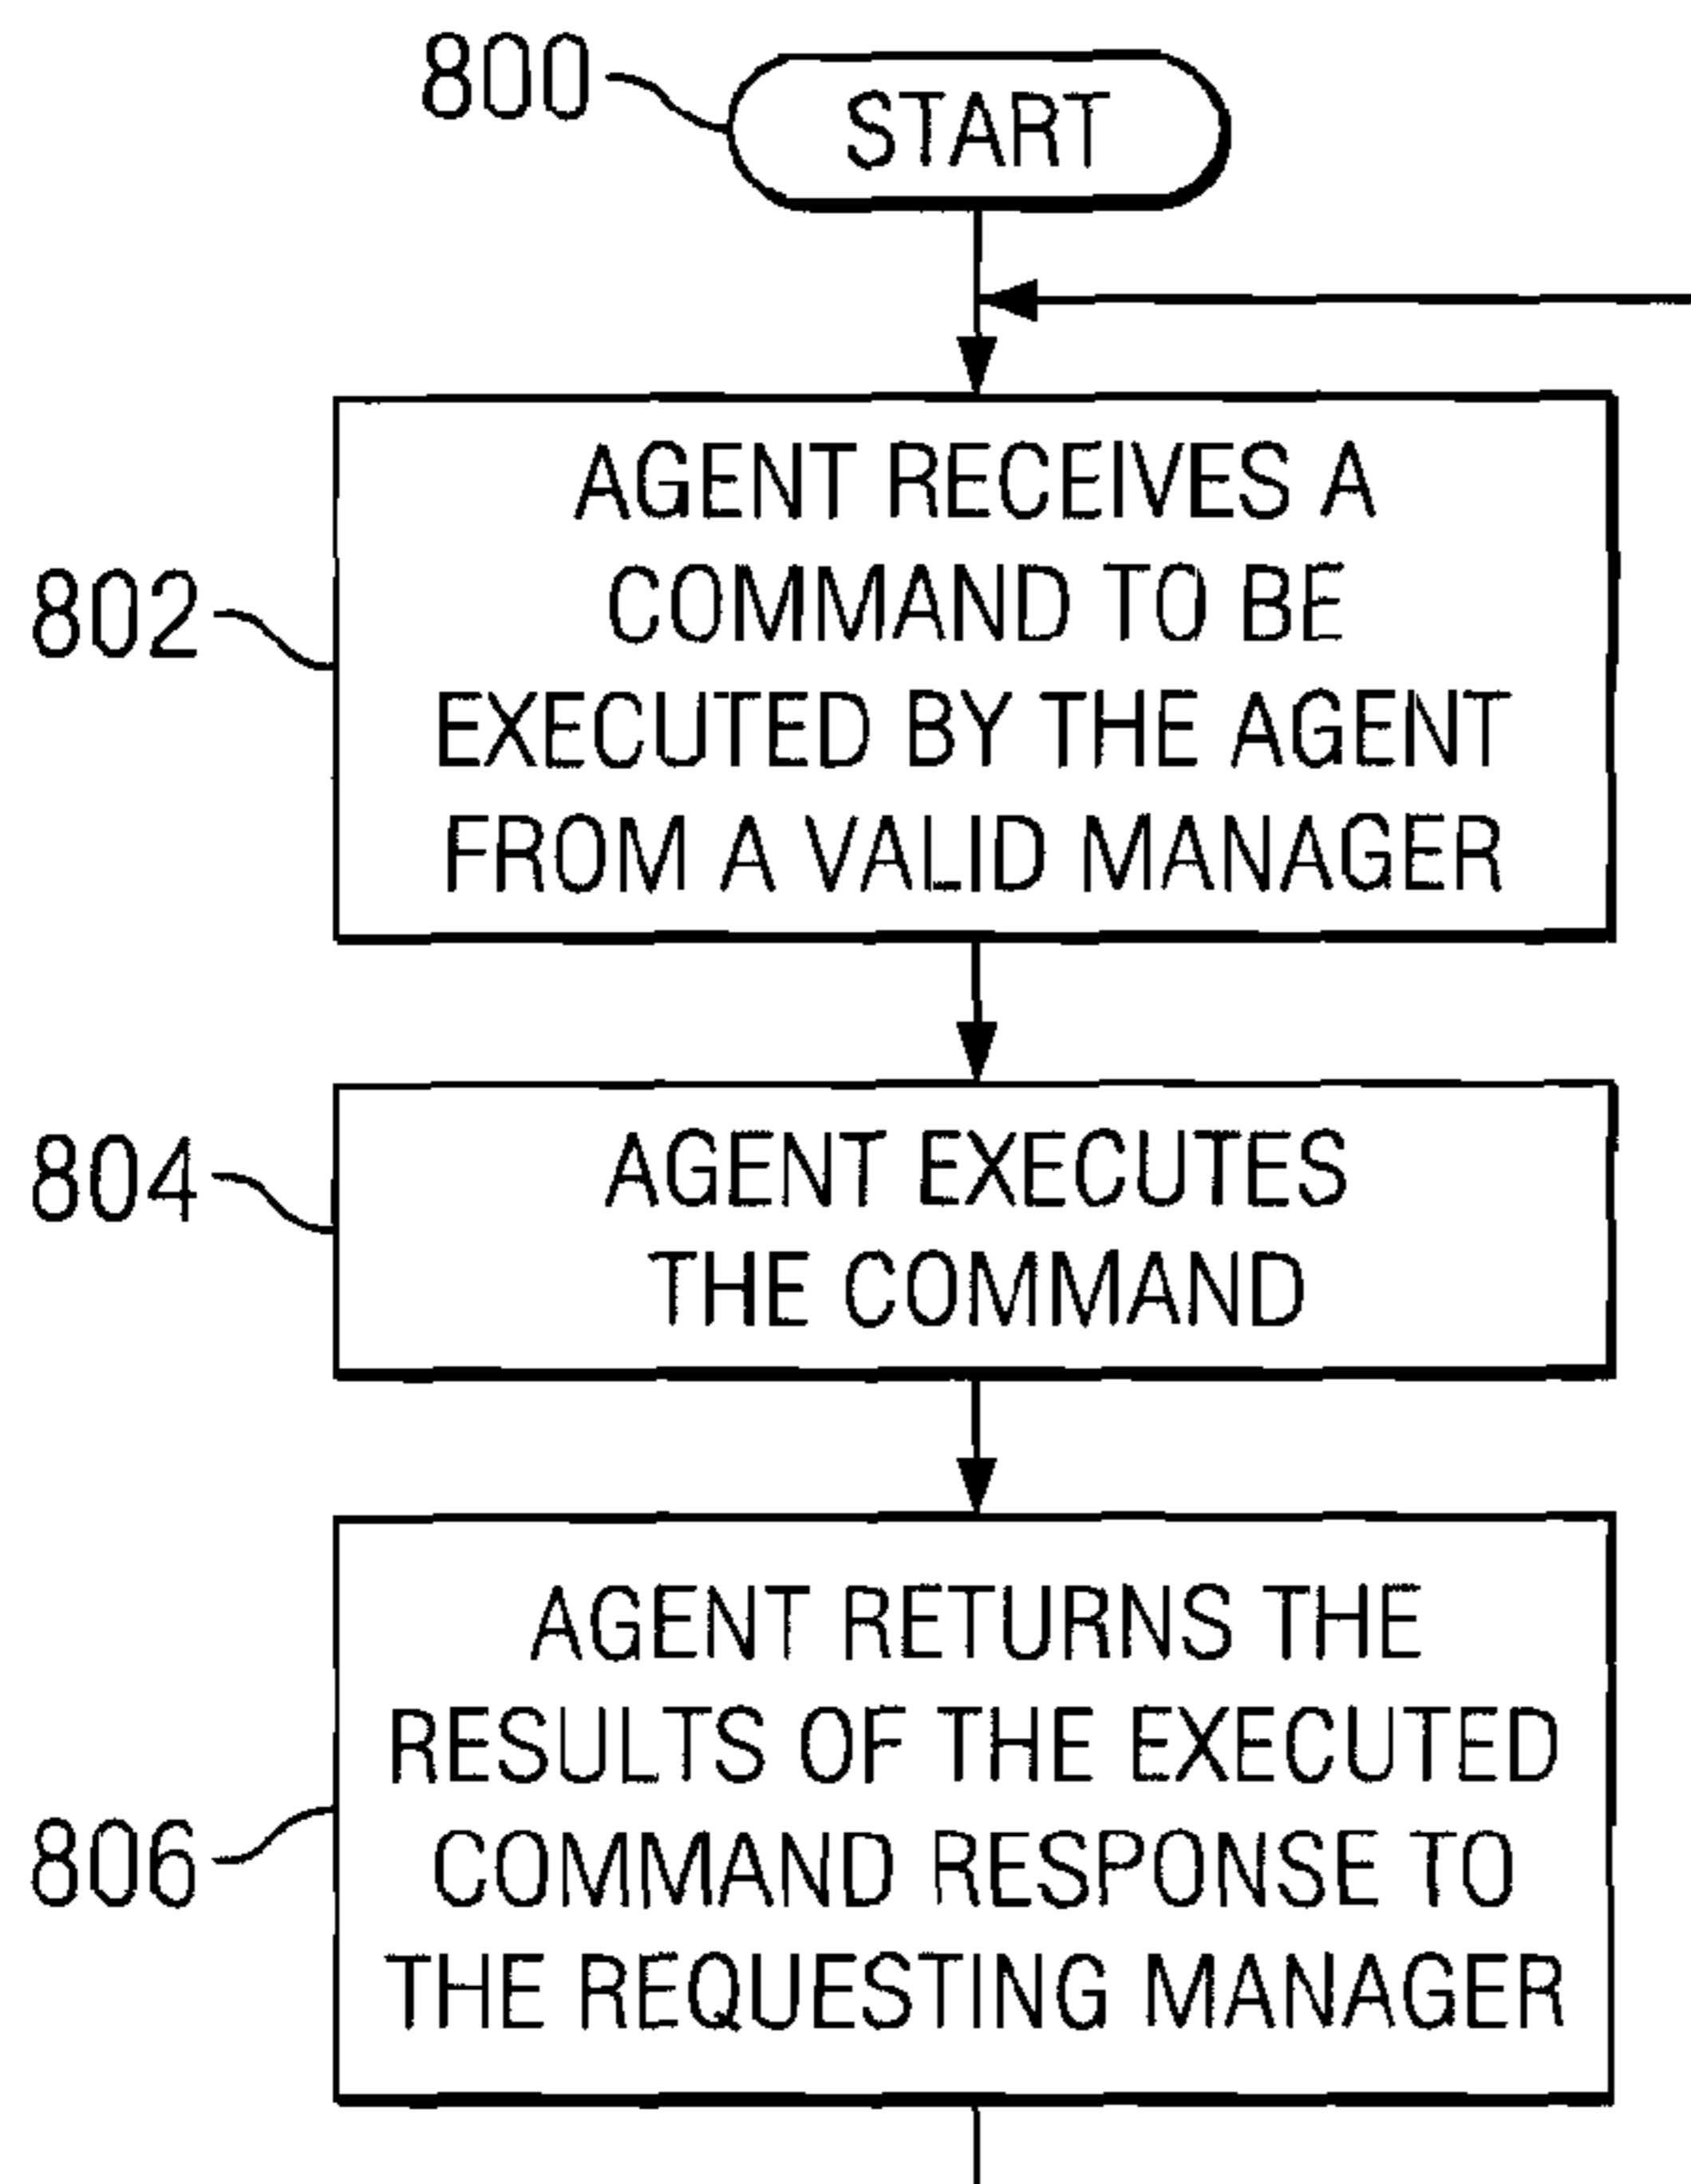 800
START
802
AGENT RECEIVES A
COMMAND TO BE
EXECUTED BY THE AGENT
FROM A VALID MANAGER
804
AGENT EXECUTES
THE COMMAND
806
AGENT RETURNS THE
RESULTS OF THE EXECUTED
COMMAND RESPONSE TO
THE REQUESTING MANAGER